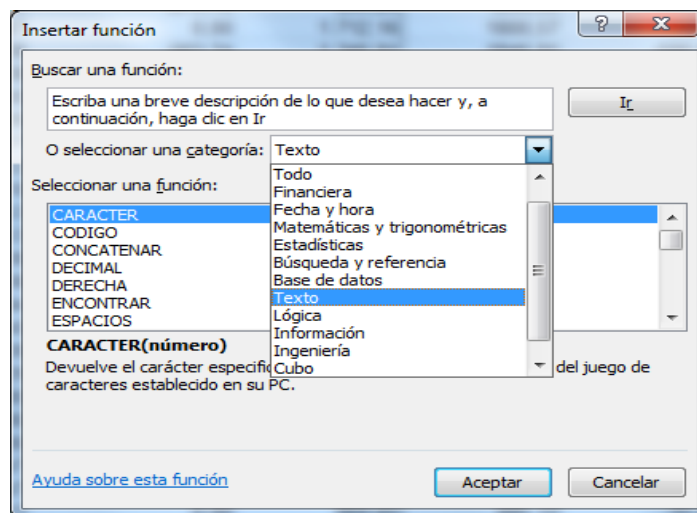 Insertar función
Buscar una función:
Escriba una breve descripción de lo que desea hacer y, a
continuación, haga clic en Ir
Ir
O seleccionar una categoría: Texto
Todo
Financiera
Fecha y hora
Matemáticas y trigonométricas
Estadísticas
Búsqueda y referencia
Base de datos
Texto
Lógica
Información
Ingeniería
Cubo
Seleccionar una función:
CARACTER
CODIGO
CONCATENAR
DECIMAL
DERECHA
ENCONTRAR
ESPACIOS
CARACTER(número)
Devuelve el carácter especific del juego de
caracteres establecido en su PC.
Ayuda sobre esta función
Aceptar
Cancelar